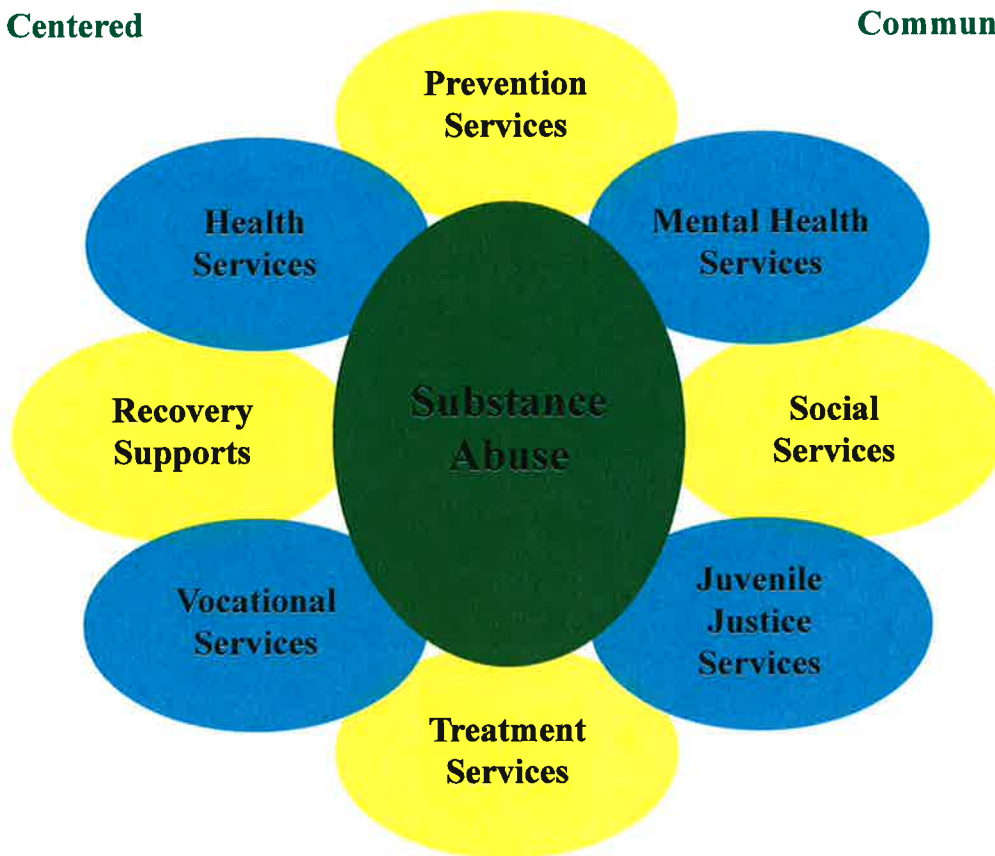 Centered
Commun
Prevention
Services
Health
Services
Mental Health
Services
Recovery
Supports
Substance
Abuse
Social
Services
Vocational
Services
Juvenile
Justice
Services
Treatment
Services